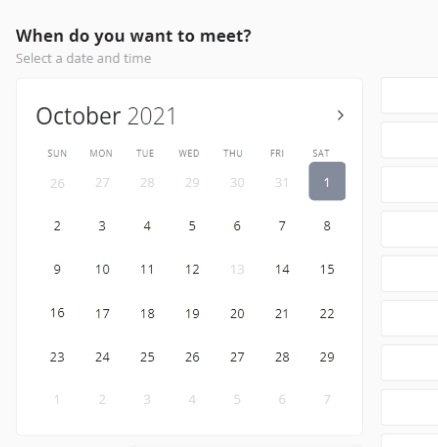 When do you want to meet?
Select a date and time
October 2021 >
SUN MON TUE WED THU FRI SAT
26 27 28 29 30 31 1
2 3 4 5 6 7 8
9 10 11 12 13 14 15
16 17 18 19 20 21 22
23 24 25 26 27 28 29
1 2 3 4 5 6 7